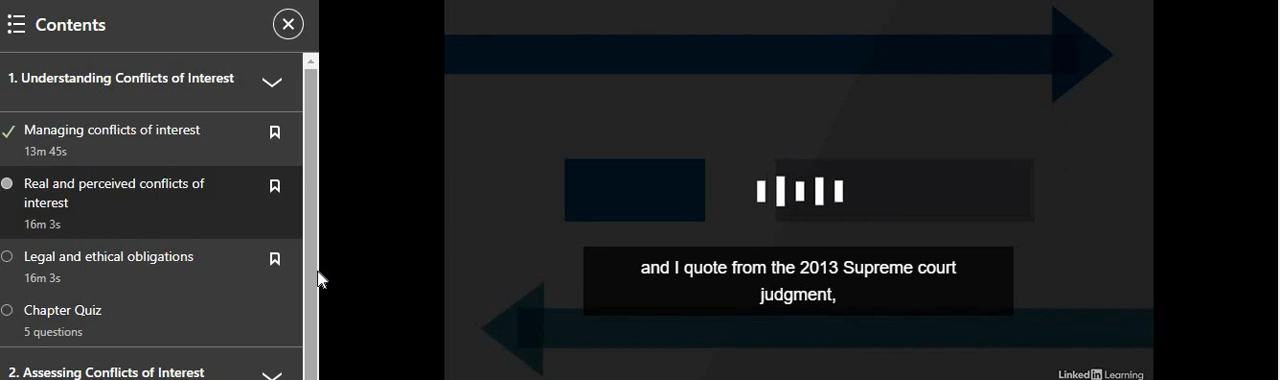 Contents
1. Understanding Conflicts of Interest
Managing conflicts of interest
13m 45s
Real and perceived conflicts of
interest
16m 3s
Legal and ethical obligations
16m 3s
Chapter Quiz
5 questions
2. Assessing Conflicts of Interest
and I quote from the 2013 Supreme court
judgment,
Linked in Learning